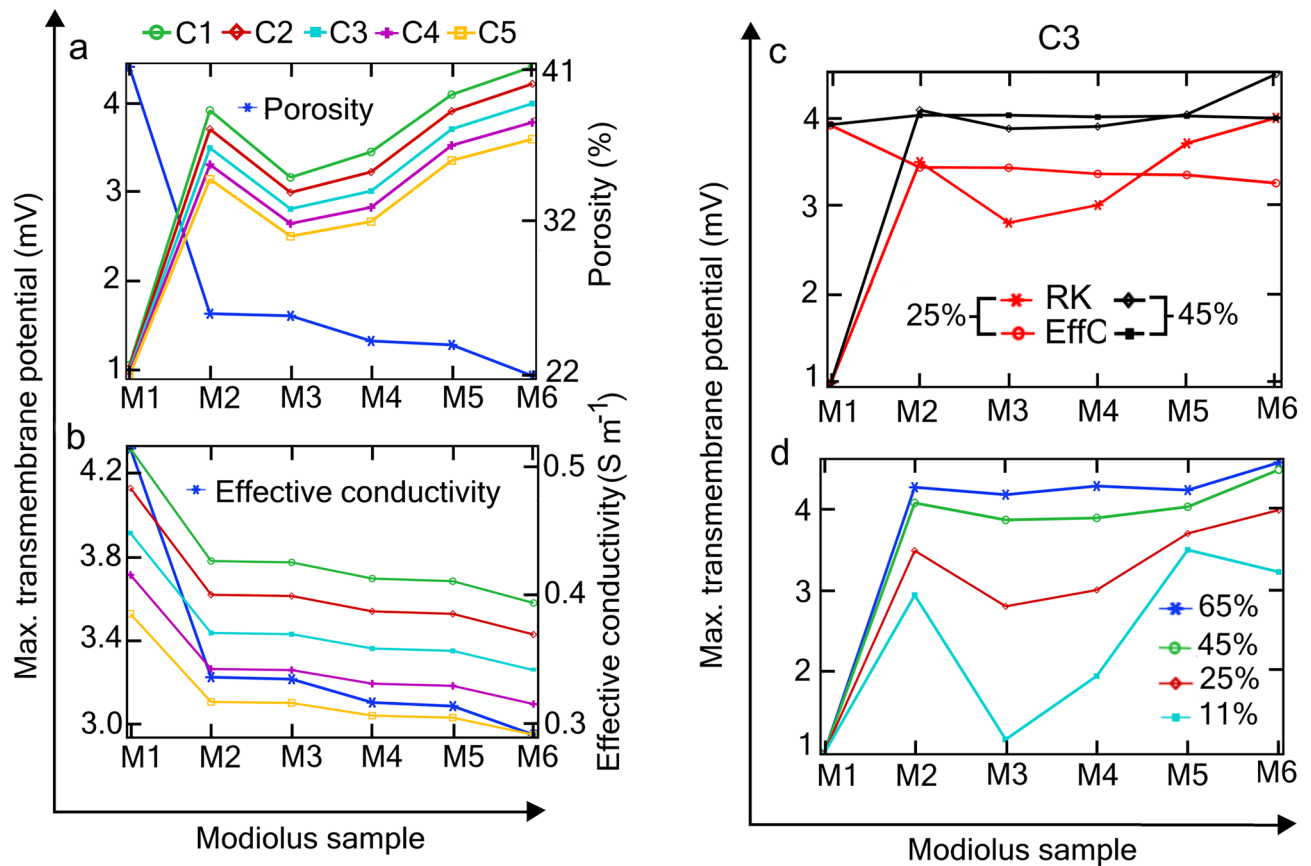 a
C1 C2 C3 C4 C5
Porosity
4
3
2
1
41
32
22
Porosity (%)
M1 M2 M3 M4 M5 M6
b
Effective conductivity
4.2
3.8
3.4
3.0
0.5
0.4
0.3
Effective conductivity(S m-1)
M1 M2 M3 M4 M5 M6
Max. transmembrane potential (mV)
Modiolus sample
C3
c
4
3
2
1
25% RK 45%
EffC
M1 M2 M3 M4 M5 M6
d
4
3
2
1
65%
45%
25%
11%
M1 M2 M3 M4 M5 M6
Max. transmembrane potential (mV)
Modiolus sample